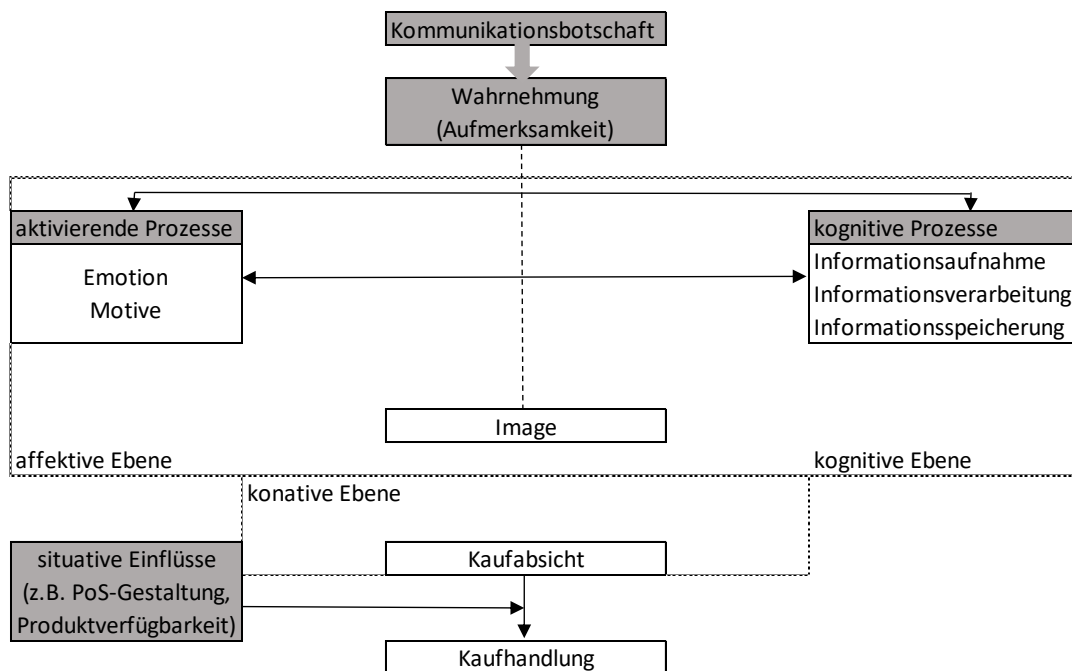 Kommunikationsbotschaft
Wahrnehmung
(Aufmerksamkeit)
aktivierende Prozesse
Emotion
Motive
kognitive Prozesse
Informationsaufnahme
Informationsverarbeitung
Informationsspeicherung
Image
affektive Ebene
kognitive Ebene
konative Ebene
situative Einflüsse
(z.B. PoS-Gestaltung,
Produktverfügbarkeit)
Kaufabsicht
Kaufhandlung